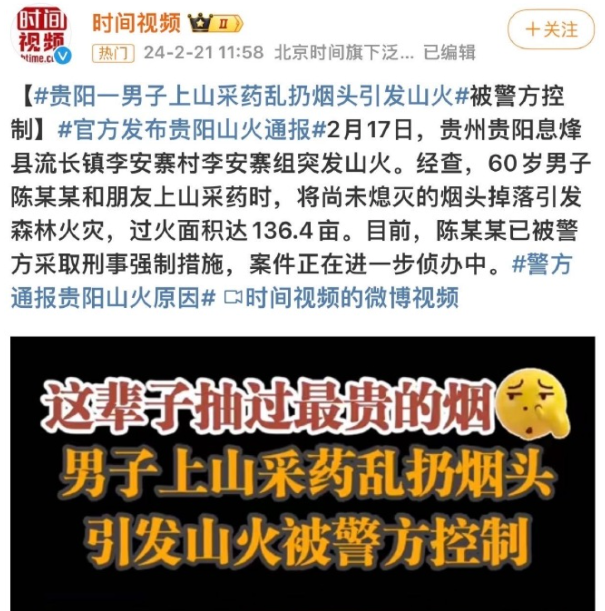 时间视频
btime.com
时间视频
II
+关注
热门 24-2-21 11:58 北京时间旗下泛... 已编辑
【#贵阳一男子上山采药乱扔烟头引发山火#被警方控
制】#官方发布贵阳山火通报#2月17日，贵州贵阳息烽
县流长镇李安寨村李安寨组突发山火。经查，60岁男子
陈某某和朋友上山采药时，将尚未熄灭的烟头掉落引发
森林火灾，过火面积达136.4亩。目前，陈某某已被警
方采取刑事强制措施，案件正在进一步侦办中。#警方
通报贵阳山火原因# 时间视频的微博视频
这辈子抽过最贵的烟
男子上山采药乱扔烟头
引发山火被警方控制